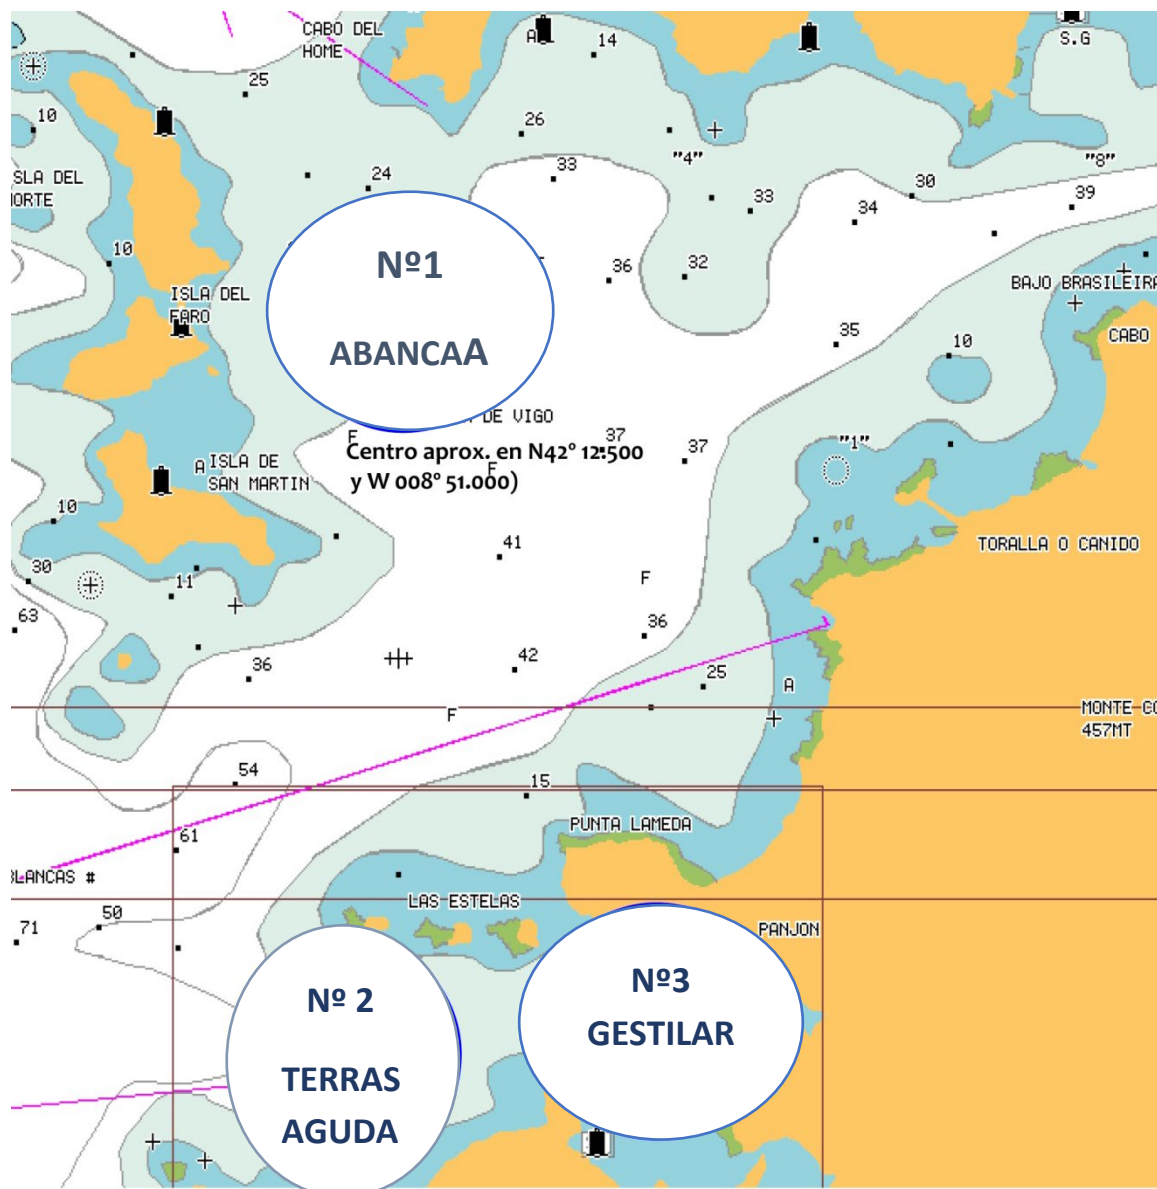 CABO DEL
HOME
A
14
S.G
25
10
26
"4"
"8"
SLA DEL
NORTE
24
33
30
39
33
34
Nº1
ABANCAA
10
36
32
BAJO BRASILEIRA
ISLA DEL
FARO
35
10
CABO
DE VIGO
F
37
37
"1"
Centro aprox. en N42º 12.500
y W 008º 51.000)
F
A
ISLA DE
SAN MARTIN
10
41
TORALLA O CANIDO
30
11
F
63
36
36
42
25
A
F
MONTE CO
457MT
54
15
61
PUNTA LAMEDA
BLANCAS #
LAS ESTELAS
50
71
PANJON
Nº3
GESTILAR
Nº 2
TERRAS
AGUDA